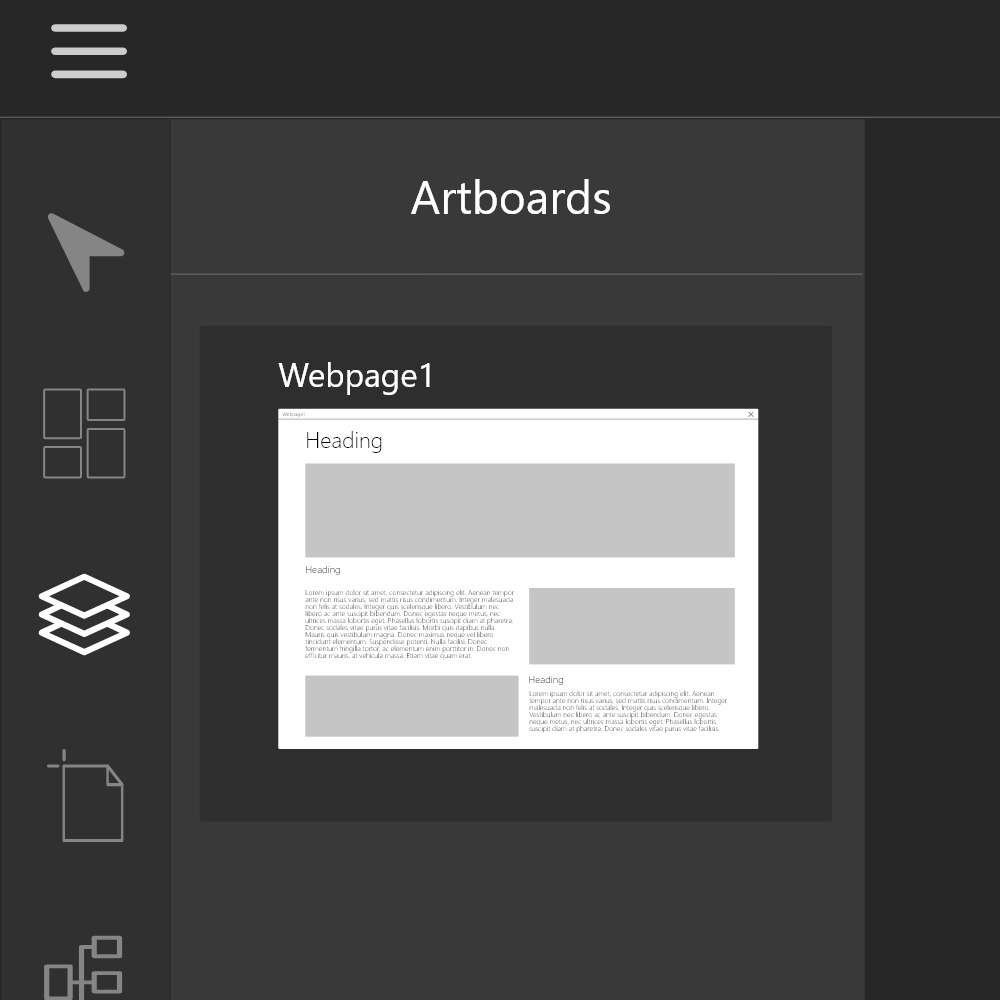 Artboards
Webpage1
Webpage1
Heading
Heading
Lorem ipsum dolor sit amet, consectetur adipiscing elit. Aenean tempor
ante non risus varius, sed mattis risus condimentum. Integer malesuada
non felis at sodales. Integer quis scelerisque libero. Vestibulum nec
libero ac ante suscipit bibendum. Donec egestas neque metus, nec
ultrices massa lobortis eget. Phasellus lobortis suscipit diam at pharetra.
Donec sodales vitae purus vitae facilisis. Morbi quis dapibus nulla.
Mauris quis vestibulum magna. Donec maximus neque vel libero
tincidunt elementum. Suspendisse potenti. Nulla facilisi. Donec
fermentum fringilla tortor, ac elementum enim porttitor in. Donec non
efficitur mauris, at vehicula massa. Etiam vitae quam erat.
Heading
Lorem ipsum dolor sit amet, consectetur adipiscing elit. Aenean
tempor ante non risus varius, sed mattis risus condimentum. Integer
malesuada non felis at sodales. Integer quis scelerisque libero.
Vestibulum nec libero ac ante suscipit bibendum. Donec egestas
neque metus, nec ultrices massa lobortis eget. Phasellus lobortis
suscipit diam at pharetra. Donec sodales vitae purus vitae facilisis.